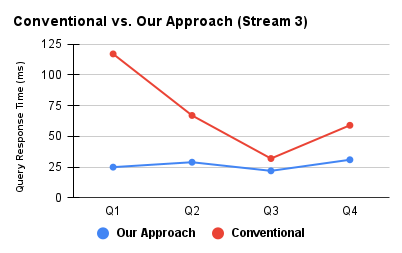 Conventional vs. Our Approach (Stream 3)
Query Response Time (ms)
125
100
75
50
25
0
Q1 Q2 Q3 Q4
Our Approach Conventional